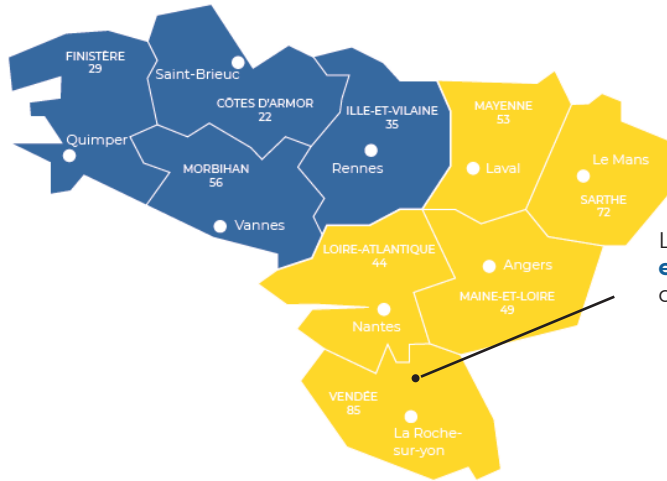 FINISTÈRE
29
Saint-Brieuc
CÔTES D'ARMOR
22
ILLE-ET-VILAINE
35
MAYENNE
53
Quimper
MORBIHAN
56
Rennes
Laval
Le Mans
SARTHE
72
Vannes
LOIRE-ATLANTIQUE
44
Angers
MAINE-ET-LOIRE
49
Nantes
VENDÉE
85
La Roche-
sur-yon
L
e